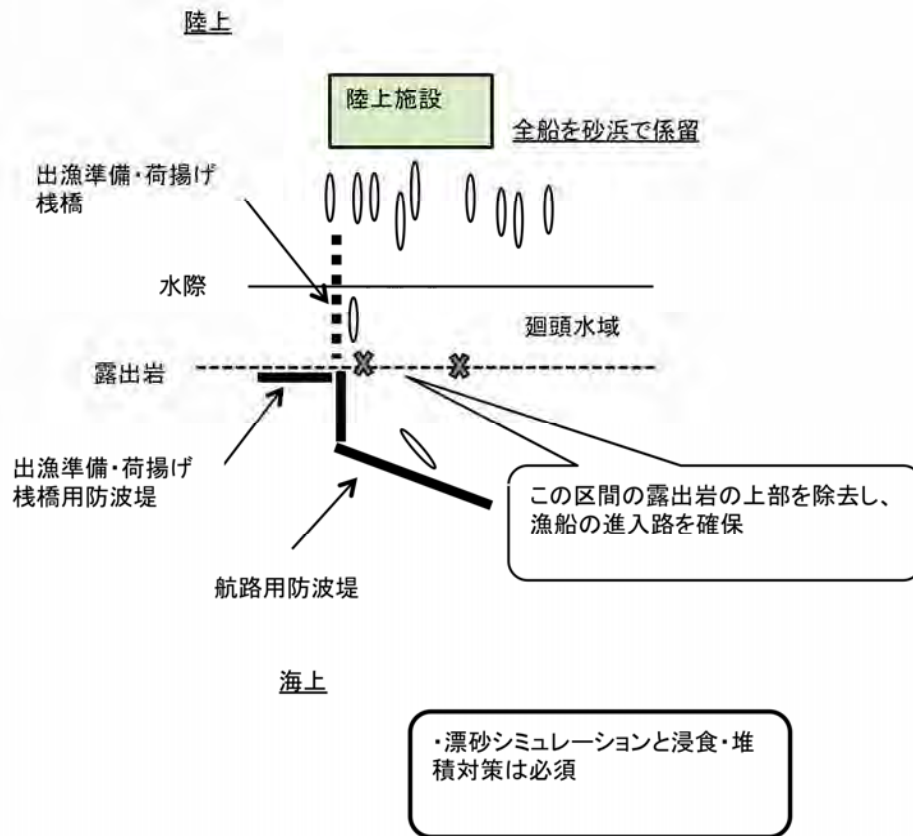 陸上
陸上施設
全船を砂浜で係留
出漁準備・荷揚げ
桟橋
水際
廻頭水域
露出岩
出漁準備・荷揚げ
桟橋用防波堤
この区間の露出岩の上部を除去し、
漁船の進入路を確保
航路用防波堤
海上
・漂砂シミュレーションと浸食・堆
積対策は必須